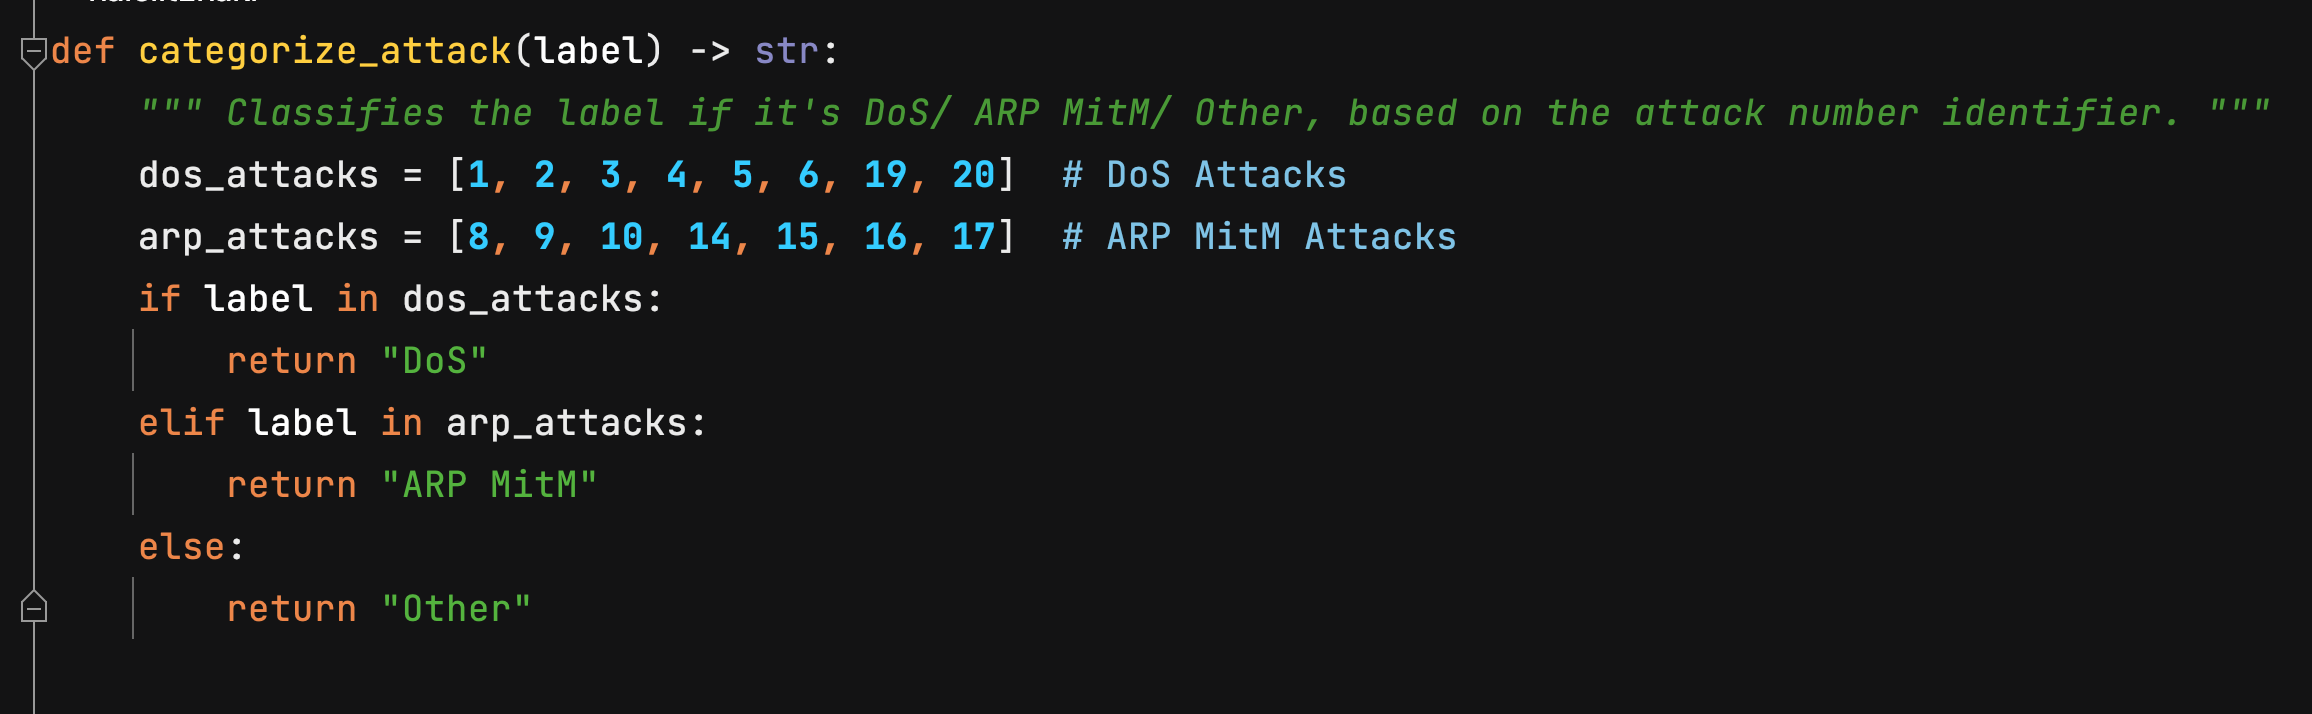 def categorize_attack(label) -> str:
    """ Classifies the label if it's DoS/ ARP MitM/ Other, based on the attack number identifier. """
    dos_attacks = [1, 2, 3, 4, 5, 6, 19, 20]  # DoS Attacks
    arp_attacks = [8, 9, 10, 14, 15, 16, 17]  # ARP MitM Attacks
    if label in dos_attacks:
        return "DoS"
    elif label in arp_attacks:
        return "ARP MitM"
    else:
        return "Other"